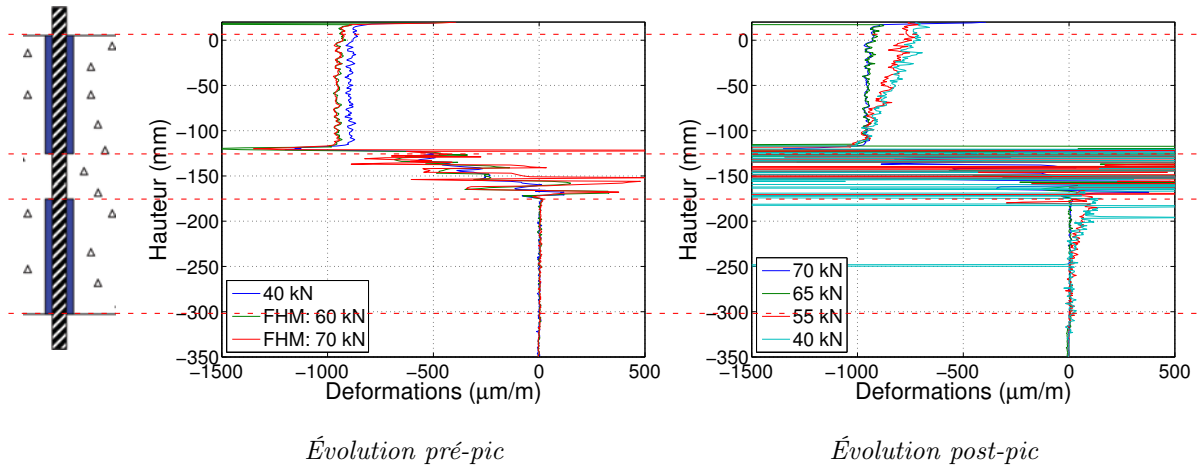 0
−50
−100
−150
−200
−250
−300
−350
Hauteur (mm)
−1500
−1000
−500
0
500
Deformations (μm/m)
40 kN
FHM: 60 kN
FHM: 70 kN
Évolution pré-pic
0
−50
−100
−150
−200
−250
−300
−350
Hauteur (mm)
−1500
−1000
−500
0
500
Deformations (μm/m)
70 kN
65 kN
55 kN
40 kN
Évolution post-pic